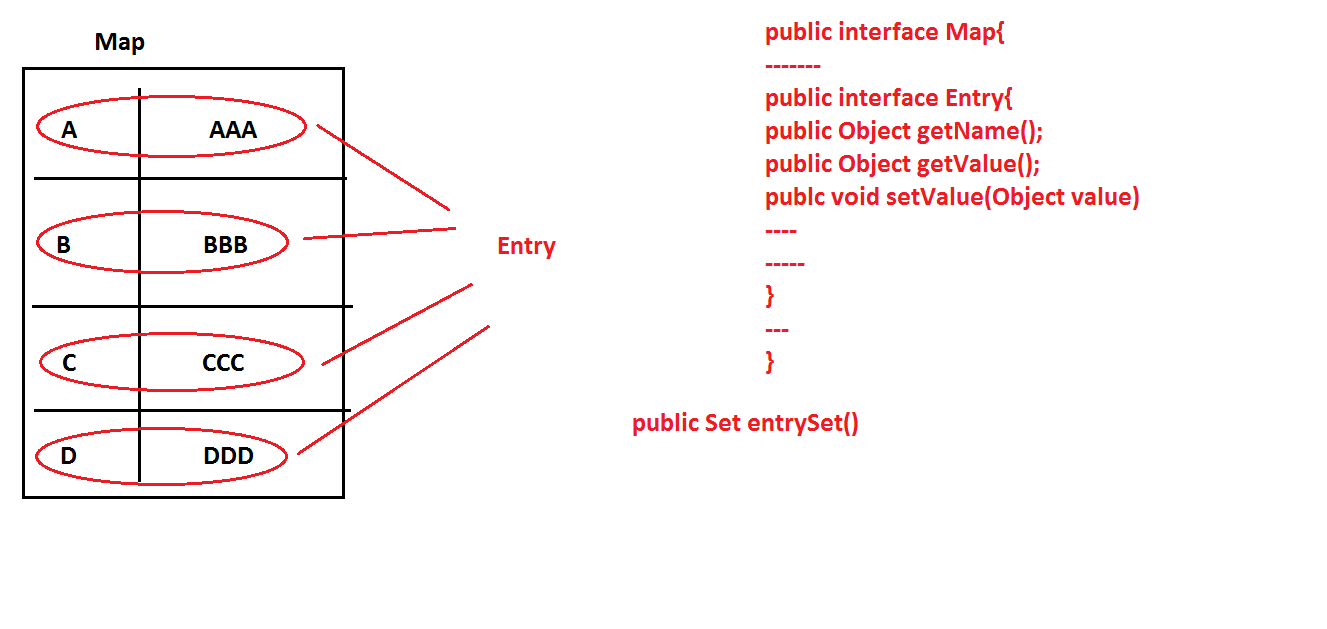 Map
A AAA
B BBB
C CCC
D DDD
Entry
public interface Map{
-------
public interface Entry{
public Object getName();
public Object getValue();
publc void setValue(Object value)
----
-----
}
---
}
public Set entrySet()